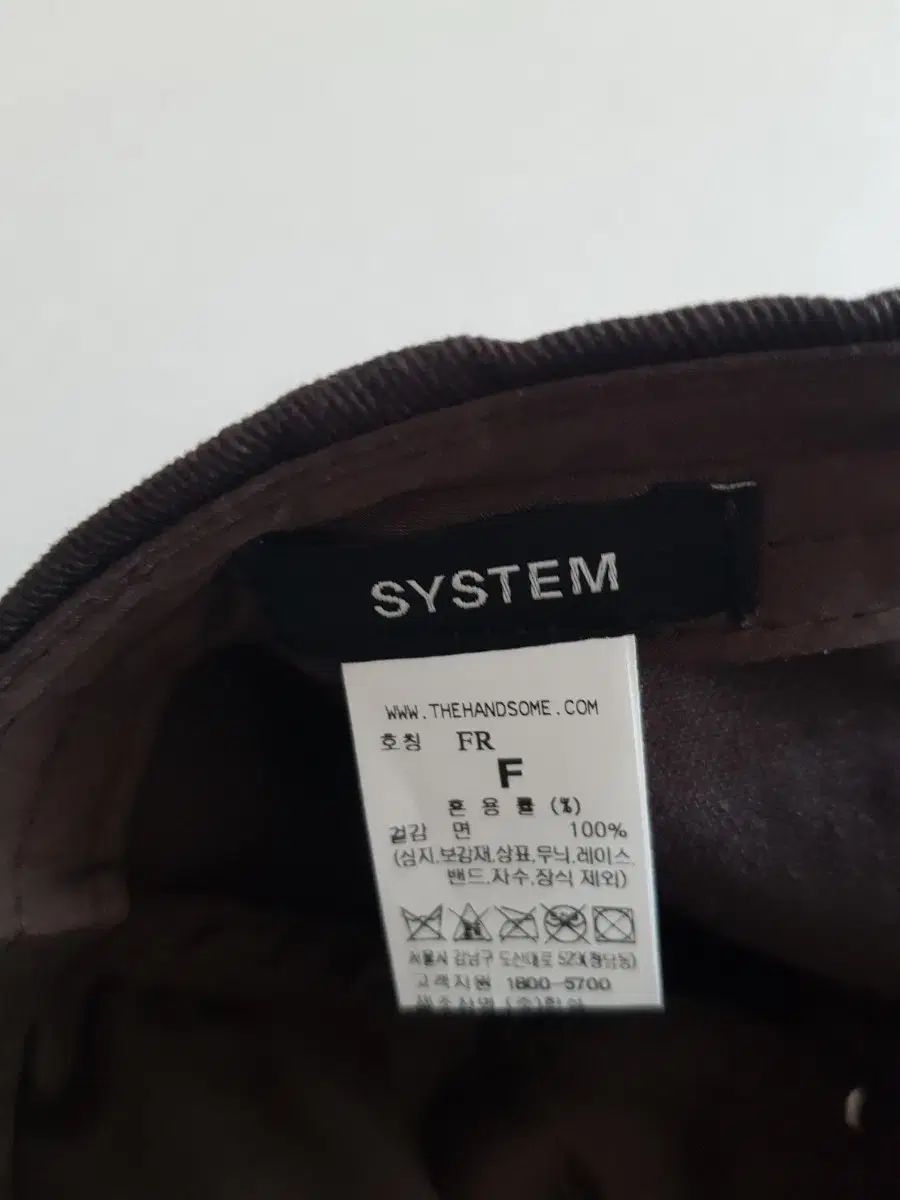 SYSTEM
WWW.THEHANDSOME.COM
호칭 FR
F
혼 용 률 (%)
겉감 면 100%
(심지,보강재,상표,무늬,레이스,
밴드,자수,장식 제외)
서울시 강남구 도산대로 523(청담동)
고객지원 1800-5700